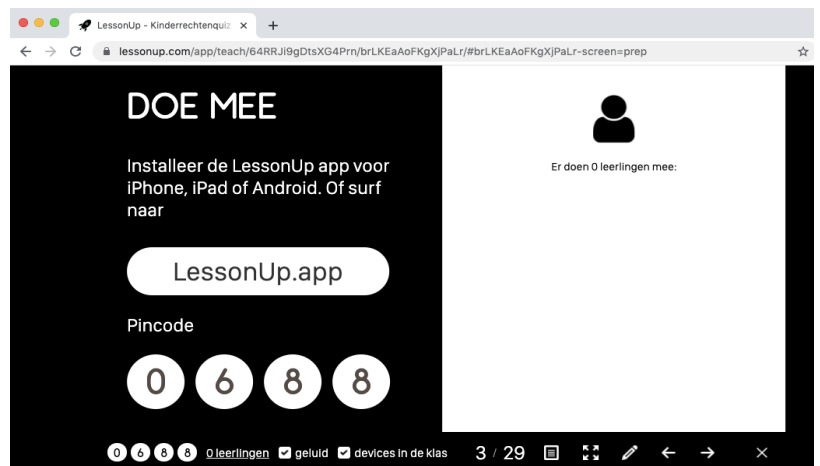 LessonUp - Kinderrechtenquiz
lessonup.com/app/teach/64RRJi9gDtsXG4Prn/brLKEaAoFKgXjPaLr/#brLKEaAoFKgXjPaLr-screen=prep
DOE MEE
Installeer de LessonUp app voor
iPhone, iPad of Android. Of surf
naar
LessonUp.app
Pincode
0 6 8 8
Er doen 0 leerlingen mee:
0 6 8 8 0 leerlingen geluid devices in de klas 3 / 29